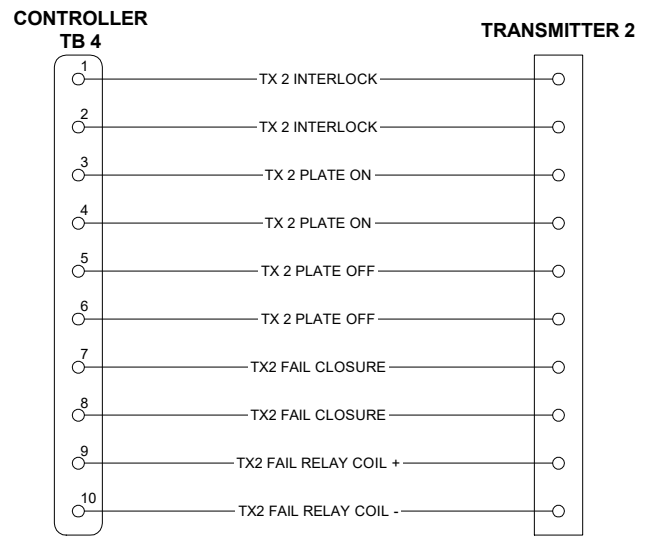 CONTROLLER
TB 4
TRANSMITTER 2
1 TX 2 INTERLOCK
2 TX 2 INTERLOCK
3 TX 2 PLATE ON
4 TX 2 PLATE ON
5 TX 2 PLATE OFF
6 TX 2 PLATE OFF
7 TX2 FAIL CLOSURE
8 TX2 FAIL CLOSURE
9 TX2 FAIL RELAY COIL +
10 TX2 FAIL RELAY COIL -